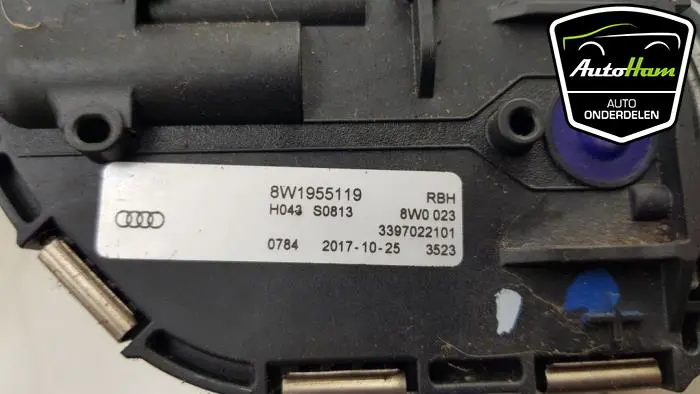 AutoHam
AUTO
ONDERDELEN
8W1955119 RBH
H043 S0813 8W0 023
3397022101
0784 2017-10-25 3523